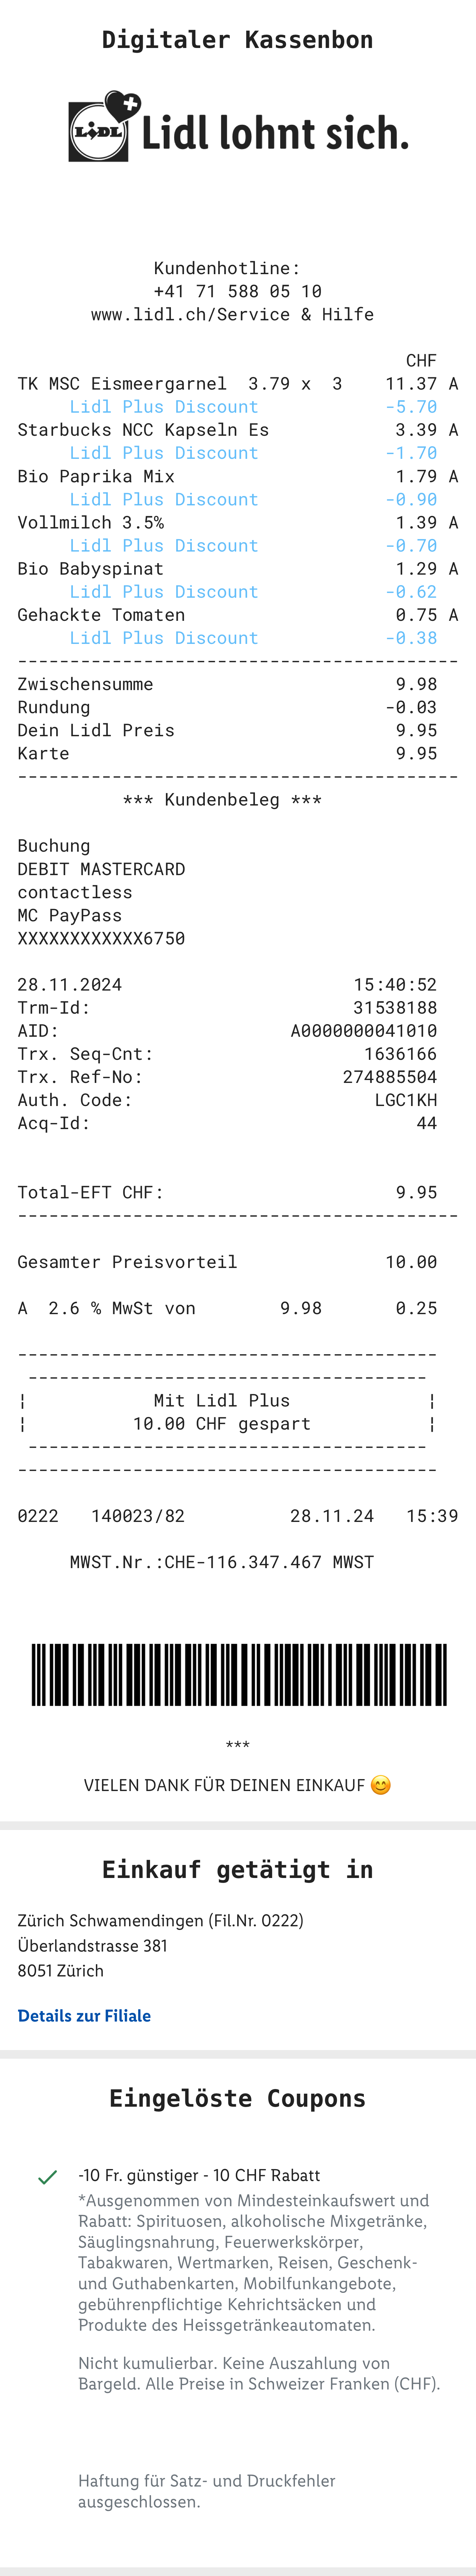 Digitaler Kassenbon
LIDL Lidl lohnt sich.
Kundenhotline:
+41 71 588 05 10
www.lidl.ch/Service & Hilfe
CHF
TK MSC Eismeergarnel 3.79 x 3 11.37 A
Lidl Plus Discount -5.70
Starbucks NCC Kapseln Es 3.39 A
Lidl Plus Discount -1.70
Bio Paprika Mix 1.79 A
Lidl Plus Discount -0.90
Vollmilch 3.5% 1.39 A
Lidl Plus Discount -0.70
Bio Babyspinat 1.29 A
Lidl Plus Discount -0.62
Gehackte Tomaten 0.75 A
Lidl Plus Discount -0.38
------------------------------------------
Zwischensumme 9.98
Rundung -0.03
Dein Lidl Preis 9.95
Karte 9.95
------------------------------------------
*** Kundenbeleg ***
Buchung
DEBIT MASTERCARD
contactless
MC PayPass
XXXXXXXXXXXX6750
28.11.2024 15:40:52
Trm-Id: 31538188
AID: A0000000041010
Trx. Seq-Cnt: 1636166
Trx. Ref-No: 274885504
Auth. Code: LGC1KH
Acq-Id: 44
Total-EFT CHF: 9.95
------------------------------------------
Gesamter Preisvorteil 10.00
A 2.6 % MwSt von 9.98 0.25
----------------------------------------
--------------------------------------
¦ Mit Lidl Plus ¦
¦ 10.00 CHF gespart ¦
--------------------------------------
----------------------------------------
0222 140023/82 28.11.24 15:39
MWST.Nr.:CHE-116.347.467 MWST
***
VIELEN DANK FÜR DEINEN EINKAUF 😊
Einkauf getätigt in
Zürich Schwamendingen (Fil.Nr. 0222)
Überlandstrasse 381
8051 Zürich
Details zur Filiale
Eingelöste Coupons
-10 Fr. günstiger - 10 CHF Rabatt
*Ausgenommen von Mindesteinkaufswert und
Rabatt: Spirituosen, alkoholische Mixgetränke,
Säuglingsnahrung, Feuerwerkskörper,
Tabakwaren, Wertmarken, Reisen, Geschenk-
und Guthabenkarten, Mobilfunkangebote,
gebührenpflichtige Kehrichtsäcken und
Produkte des Heissgetränkeautomaten.
Nicht kumulierbar. Keine Auszahlung von
Bargeld. Alle Preise in Schweizer Franken (CHF).
Haftung für Satz- und Druckfehler
ausgeschlossen.